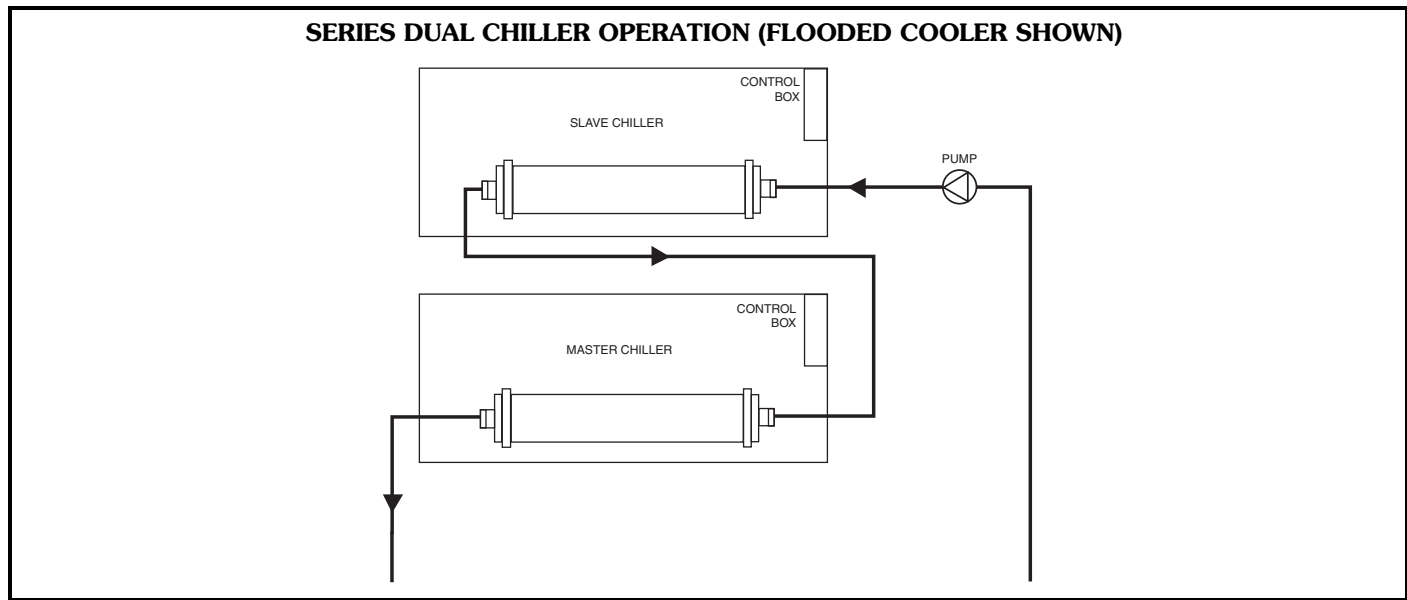 SERIES DUAL CHILLER OPERATION (FLOODED COOLER SHOWN)
CONTROL
BOX
SLAVE CHILLER
PUMP
CONTROL
BOX
MASTER CHILLER